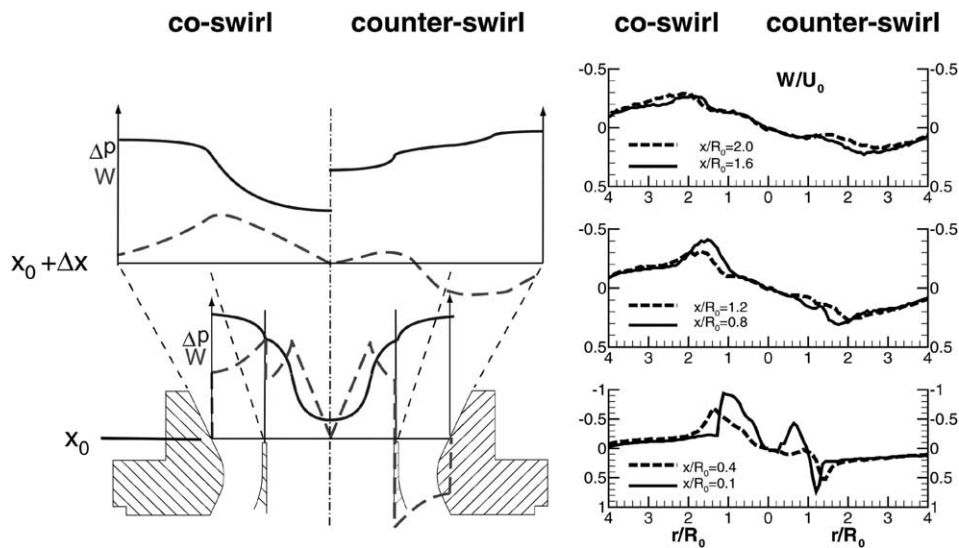 co-swirl counter-swirl
Δp
W
x₀ + Δx
Δp
W
x₀
co-swirl counter-swirl
-0.5 -0.5
W/U₀
0 0
x/R₀=2.0
x/R₀=1.6
0.5 0.5
4 3 2 1 0 1 2 3 4
-0.5 -0.5
0 0
x/R₀=1.2
x/R₀=0.8
0.5 0.5
4 3 2 1 0 1 2 3 4
-1 -1
-0.5 -0.5
0 0
x/R₀=0.4
0.5 0.5
x/R₀=0.1
1 1
4 3 2 1 0 1 2 3 4
r/R₀ r/R₀